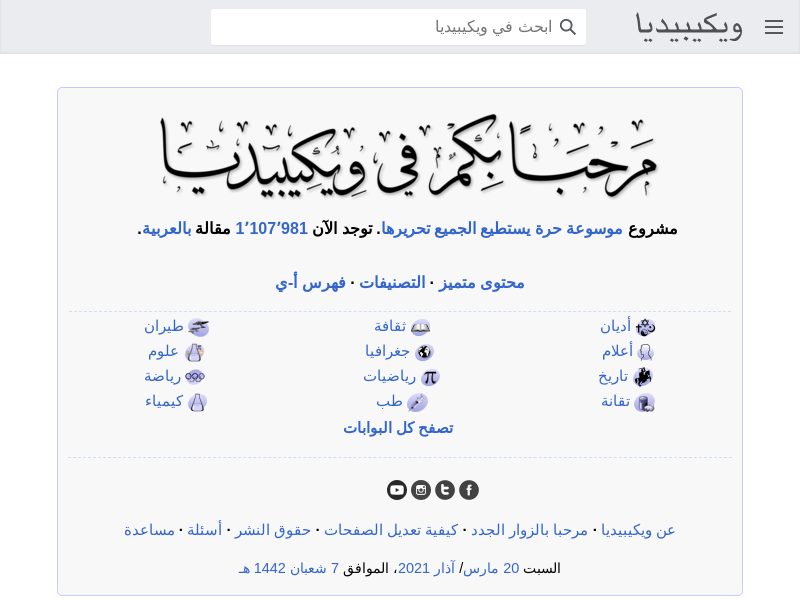 ويكيبيديا
ابحث في ويكيبيديا
مرحبًا بكم في ويكيبيديا
مشروع موسوعة حرة يستطيع الجميع تحريرها. توجد الآن 1٬107٬981 مقالة بالعربية.
محتوى متميز · التصنيفات · فهرس أ-ي
أديان ثقافة طيران
أعلام جغرافيا علوم
تاريخ رياضيات رياضة
تقانة طب كيمياء
تصفح كل البوابات
عن ويكيبيديا · مرحبا بالزوار الجدد · كيفية تعديل الصفحات · حقوق النشر · أسئلة · مساعدة
السبت 20 مارس/ آذار 2021، الموافق 7 شعبان 1442 هـ